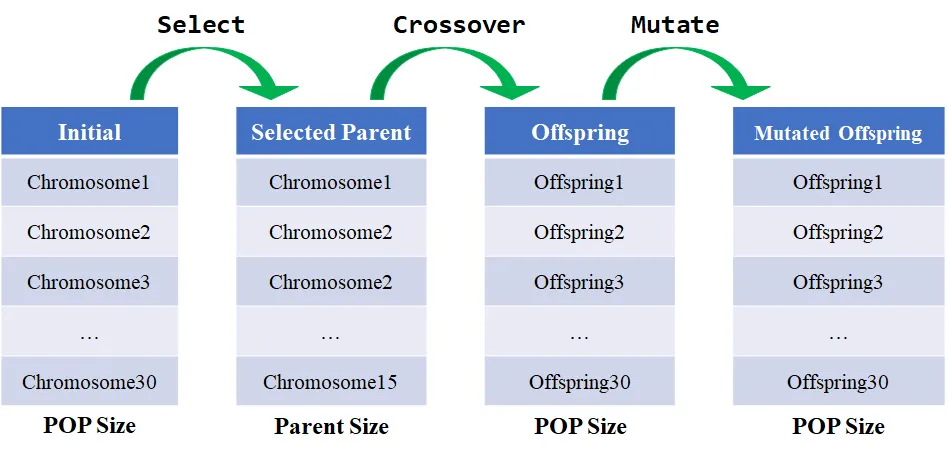 Select Crossover Mutate
Initial Selected Parent Offspring Mutated Offspring
Chromosome1 Chromosome1 Offspring1 Offspring1
Chromosome2 Chromosome2 Offspring2 Offspring2
Chromosome3 Chromosome2 Offspring3 Offspring3
… … … …
Chromosome30 Chromosome15 Offspring30 Offspring30
POP Size Parent Size POP Size POP Size